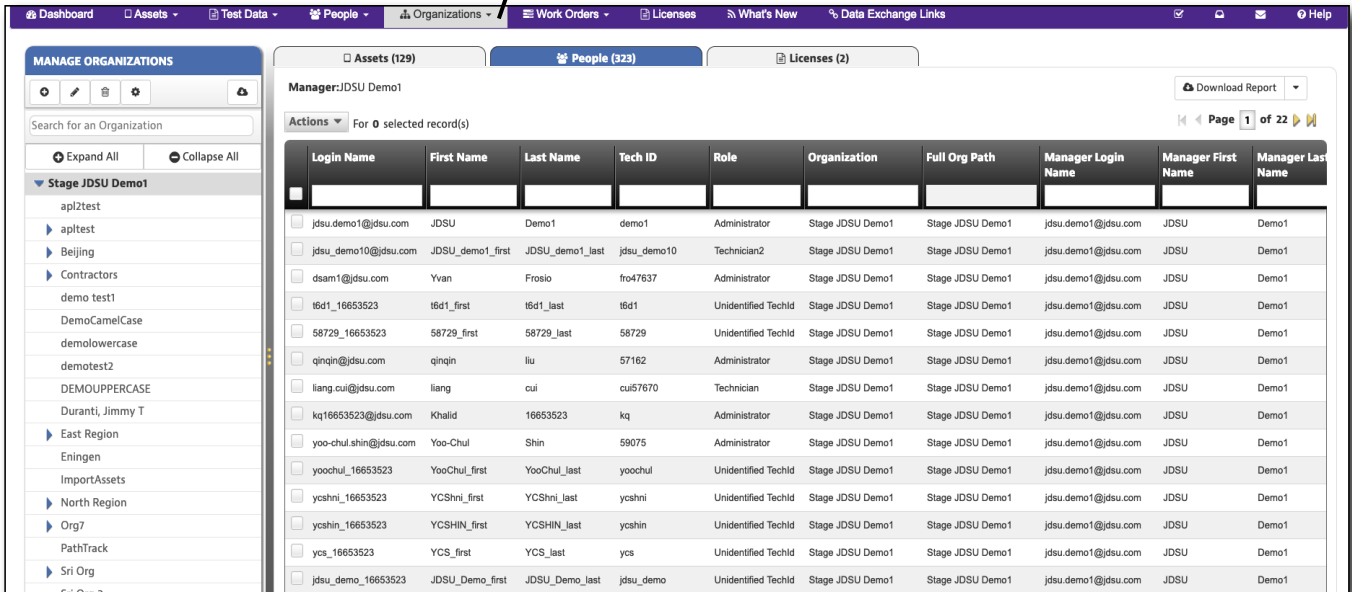 Dashboard Assets Test Data People Organizations Work Orders Licenses What's New Data Exchange Links Help
MANAGE ORGANIZATIONS
Search for an Organization
Expand All Collapse All
Stage JDSU Demo1
apl2test
apltest
Beijing
Contractors
demo test1
DemoCamelCase
demolowercase
demotest2
DEMOUPPERCASE
Duranti, Jimmy T
East Region
Eningen
ImportAssets
North Region
Org7
PathTrack
Sri Org
Assets (129) People (323) Licenses (2)
Manager:JDSU Demo1 Download Report
Actions For 0 selected record(s) Page 1 of 22
Login Name First Name Last Name Tech ID Role Organization Full Org Path Manager Login Name Manager First Name Manager Last Name
jdsu.demo1@jdsu.com JDSU Demo1 demo1 Administrator Stage JDSU Demo1 Stage JDSU Demo1 jdsu.demo1@jdsu.com JDSU Demo1
jdsu_demo10@jdsu.com JDSU_demo1_first JDSU_demo1_last jdsu_demo10 Technician2 Stage JDSU Demo1 Stage JDSU Demo1 jdsu.demo1@jdsu.com JDSU Demo1
dsam1@jdsu.com Yvan Frosio fro47637 Administrator Stage JDSU Demo1 Stage JDSU Demo1 jdsu.demo1@jdsu.com JDSU Demo1
t6d1_16653523 t6d1_first t6d1_last t6d1 Unidentified TechId Stage JDSU Demo1 Stage JDSU Demo1 jdsu.demo1@jdsu.com JDSU Demo1
58729_16653523 58729_first 58729_last 58729 Unidentified TechId Stage JDSU Demo1 Stage JDSU Demo1 jdsu.demo1@jdsu.com JDSU Demo1
qinqin@jdsu.com qinqin liu 57162 Administrator Stage JDSU Demo1 Stage JDSU Demo1 jdsu.demo1@jdsu.com JDSU Demo1
liang.cui@jdsu.com liang cui cui57670 Technician Stage JDSU Demo1 Stage JDSU Demo1 jdsu.demo1@jdsu.com JDSU Demo1
kq16653523@jdsu.com Khalid 16653523 kq Administrator Stage JDSU Demo1 Stage JDSU Demo1 jdsu.demo1@jdsu.com JDSU Demo1
yoo-chul.shin@jdsu.com Yoo-Chul Shin 59075 Administrator Stage JDSU Demo1 Stage JDSU Demo1 jdsu.demo1@jdsu.com JDSU Demo1
yoochul_16653523 YooChul_first YooChul_last yoochul Unidentified TechId Stage JDSU Demo1 Stage JDSU Demo1 jdsu.demo1@jdsu.com JDSU Demo1
ycshni_16653523 YCShni_first YCShni_last ycshni Unidentified TechId Stage JDSU Demo1 Stage JDSU Demo1 jdsu.demo1@jdsu.com JDSU Demo1
ycshin_16653523 YCSHIN_first YCSHIN_last ycshin Unidentified TechId Stage JDSU Demo1 Stage JDSU Demo1 jdsu.demo1@jdsu.com JDSU Demo1
ycs_16653523 YCS_first YCS_last ycs Unidentified TechId Stage JDSU Demo1 Stage JDSU Demo1 jdsu.demo1@jdsu.com JDSU Demo1
jdsu_demo_16653523 JDSU_Demo_first JDSU_Demo_last jdsu_demo Unidentified TechId Stage JDSU Demo1 Stage JDSU Demo1 jdsu.demo1@jdsu.com JDSU Demo1